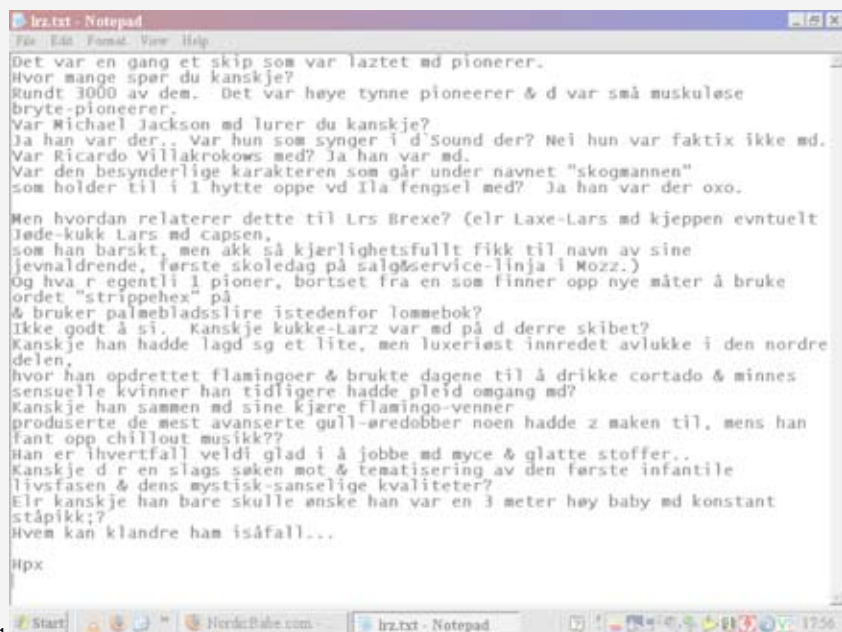 lrz.txt - Notepad
File Edit Format View Help
Det var en gang et skip som var laztet md pionerer.
Hvor mange spør du kanskje?
Rundt 3000 av dem. Det var høye tynne pioneerer & d var små muskuløse
bryte-pioneerer.
Var Michael Jackson md lurer du kanskje?
Ja han var der.. Var hun som synger i d`Sound der? Nei hun var faktix ikke md.
Var Ricardo Villakrokows med? Ja han var md.
Var den besynderlige karakteren som går under navnet "skogmannen"
som holder til i 1 hytte oppe vd Ila fengsel med? Ja han var der oxo.
Men hvordan relaterer dette til Lrs Brexe? (elr Laxe-Lars md kjeppen evntuelt
Jøde-kukk Lars md capsen,
som han barskt, men akk så kjærlighetsfullt fikk til navn av sine
jevnaldrende, første skoledag på salg&service-linja i Mozz.)
Og hva r egentli 1 pioner, bortset fra en som finner opp nye måter å bruke
ordet "strippehex" på
& bruker palmebladsslire istedenfor lommebok?
Ikke godt å si. Kanskje kukke-Larz var md på d derre skibet?
Kanskje han hadde lagd sg et lite, men luxeriøst innredet avlukke i den nordre
delen,
hvor han opdrettet flamingoer & brukte dagene til å drikke cortado & minnes
sensuelle kvinner han tidligere hadde pleid omgang md?
Kanskje han sammen md sine kjære flamingo-venner
produserte de mest avanserte gull-øredobber noen hadde z maken til, mens han
fant opp chillout musikk??
Han er ihvertfall veldi glad i å jobbe md myce & glatte stoffer..
Kanskje d r en slags søken mot & tematisering av den første infantile
livsfasen & dens mystisk-sanselige kvaliteter?
Elr kanskje han bare skulle ønske han var en 3 meter høy baby md konstant
ståpikk;?
Hvem kan klandre ham isåfall...
Hpx
Start NordicBabe.com - ... lrz.txt - Notepad 17:56